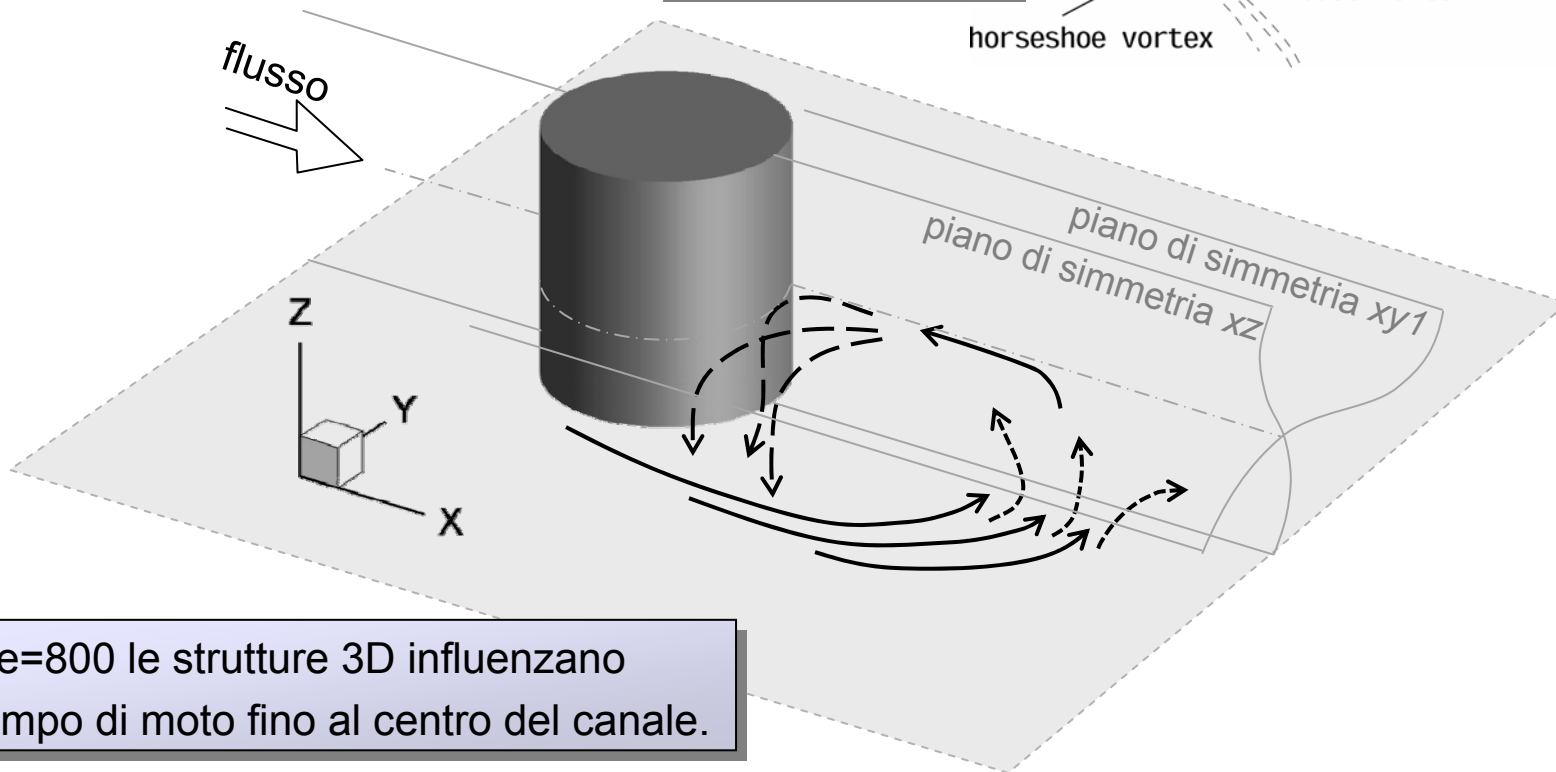 horseshoe vortex
flusso
piano di simmetria xy1
piano di simmetria xz
Z
Y
X
e=800 le strutture 3D influenzano
mpo di moto fino al centro del canale.